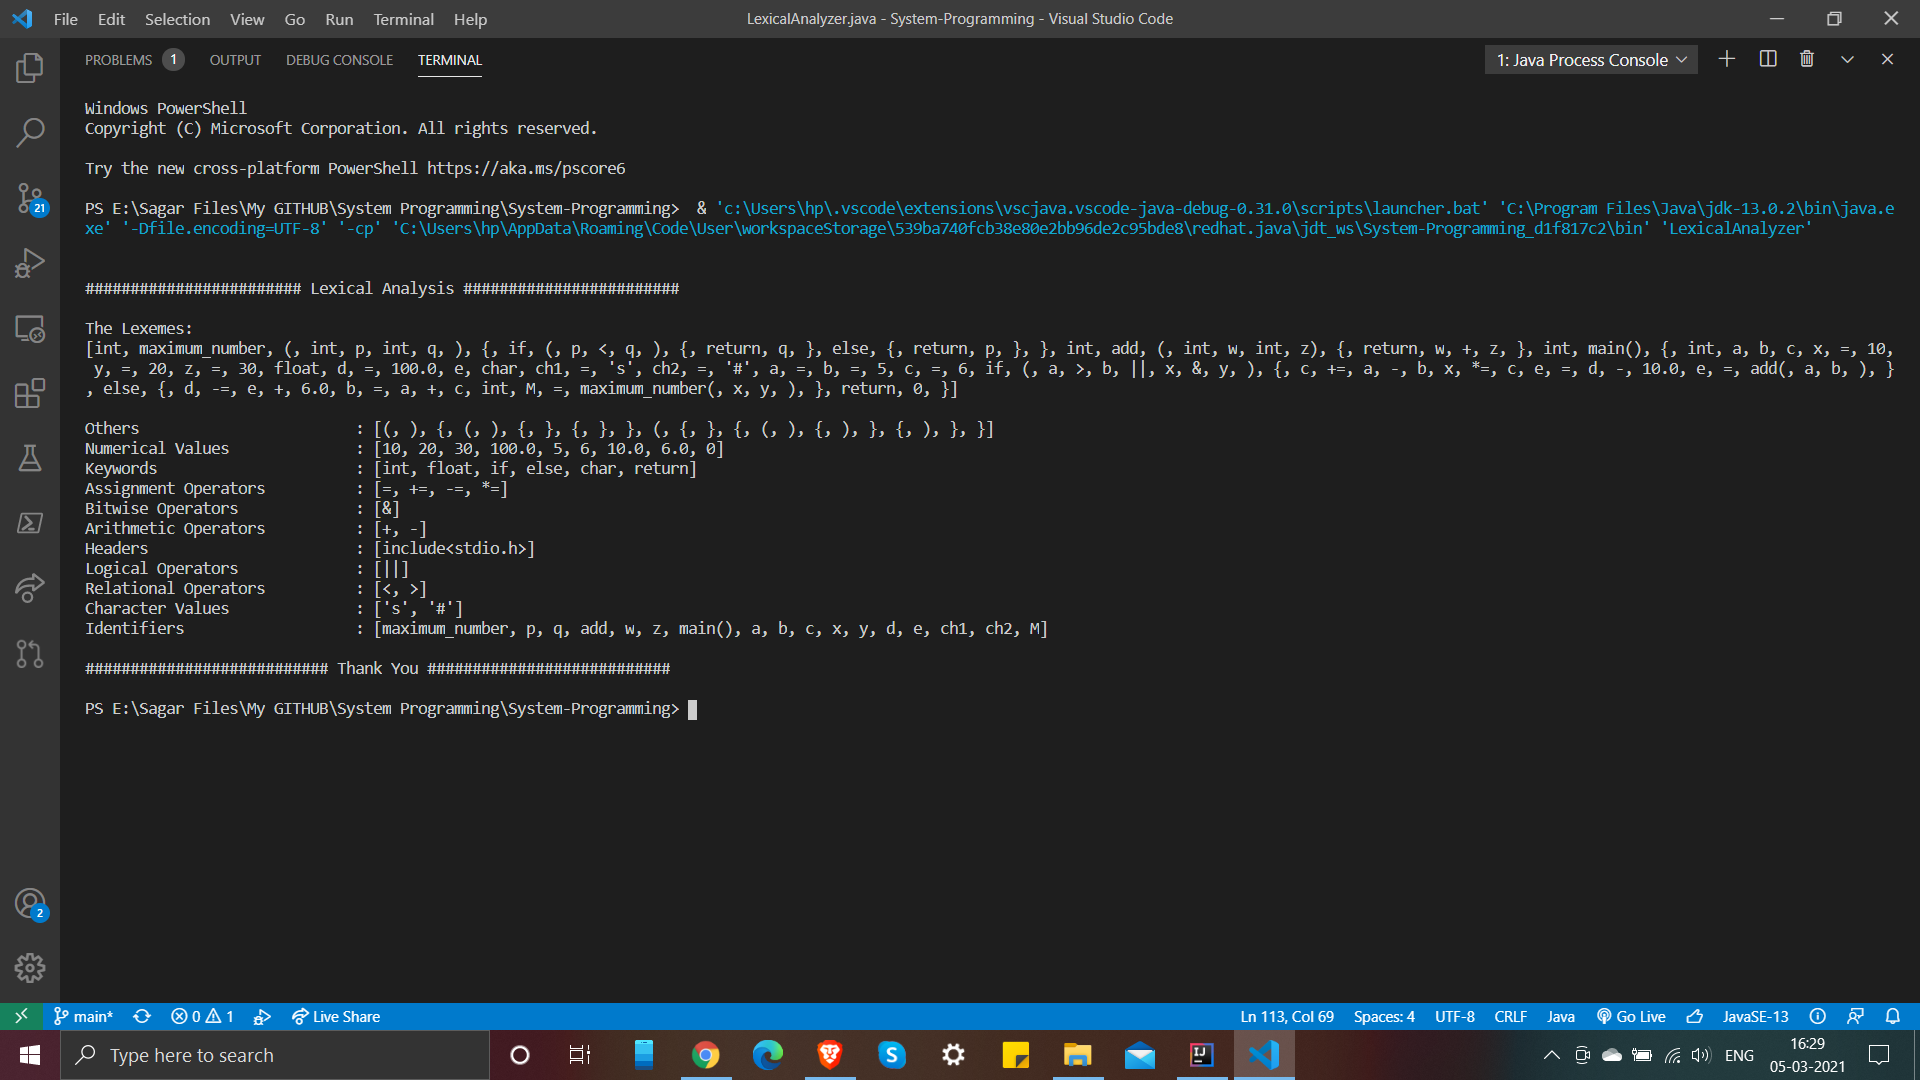 File Edit Selection View Go Run Terminal Help
LexicalAnalyzer.java - System-Programming - Visual Studio Code
PROBLEMS 1 OUTPUT DEBUG CONSOLE TERMINAL
1: Java Process Console
Windows PowerShell
Copyright (C) Microsoft Corporation. All rights reserved.
Try the new cross-platform PowerShell https://aka.ms/pscore6
PS E:\Sagar Files\My GITHUB\System Programming\System-Programming>  & 'c:\Users\hp\.vscode\extensions\vscjava.vscode-java-debug-0.31.0\scripts\launcher.bat' 'C:\Program Files\Java\jdk-13.0.2\bin\java.e
xe' '-Dfile.encoding=UTF-8' '-cp' 'C:\Users\hp\AppData\Roaming\Code\User\workspaceStorage\539ba740fcb38e80e2bb96de2c95bde8\redhat.java\jdt_ws\System-Programming_d1f817c2\bin' 'LexicalAnalyzer'
######################## Lexical Analysis ########################
The Lexemes:
[int, maximum_number, (, int, p, int, q, ), {, if, (, p, <, q, ), {, return, q, }, else, {, return, p, }, }, int, add, (, int, w, int, z), {, return, w, +, z, }, int, main(), {, int, a, b, c, x, =, 10,
y, =, 20, z, =, 30, float, d, =, 100.0, e, char, ch1, =, 's', ch2, =, '#', a, =, b, =, 5, c, =, 6, if, (, a, >, b, ||, x, &, y, ), {, c, +=, a, -, b, x, *=, c, e, =, d, -, 10.0, e, =, add(, a, b, ), }
, else, {, d, -=, e, +, 6.0, b, =, a, +, c, int, M, =, maximum_number(, x, y, ), }, return, 0, }]
Others : [(, ), {, (, ), {, }, {, }, }, (, {, }, {, (, ), {, ), }, {, ), }, }]
Numerical Values : [10, 20, 30, 100.0, 5, 6, 10.0, 6.0, 0]
Keywords : [int, float, if, else, char, return]
Assignment Operators : [=, +=, -=, *=]
Bitwise Operators : [&]
Arithmetic Operators : [+, -]
Headers : [include<stdio.h>]
Logical Operators : [||]
Relational Operators : [<, >]
Character Values : ['s', '#']
Identifiers : [maximum_number, p, q, add, w, z, main(), a, b, c, x, y, d, e, ch1, ch2, M]
########################### Thank You ###########################
PS E:\Sagar Files\My GITHUB\System Programming\System-Programming>
21
2
main* 0 1 Live Share
Ln 113, Col 69 Spaces: 4 UTF-8 CRLF Java Go Live JavaSE-13
Type here to search
ENG
16:29
05-03-2021